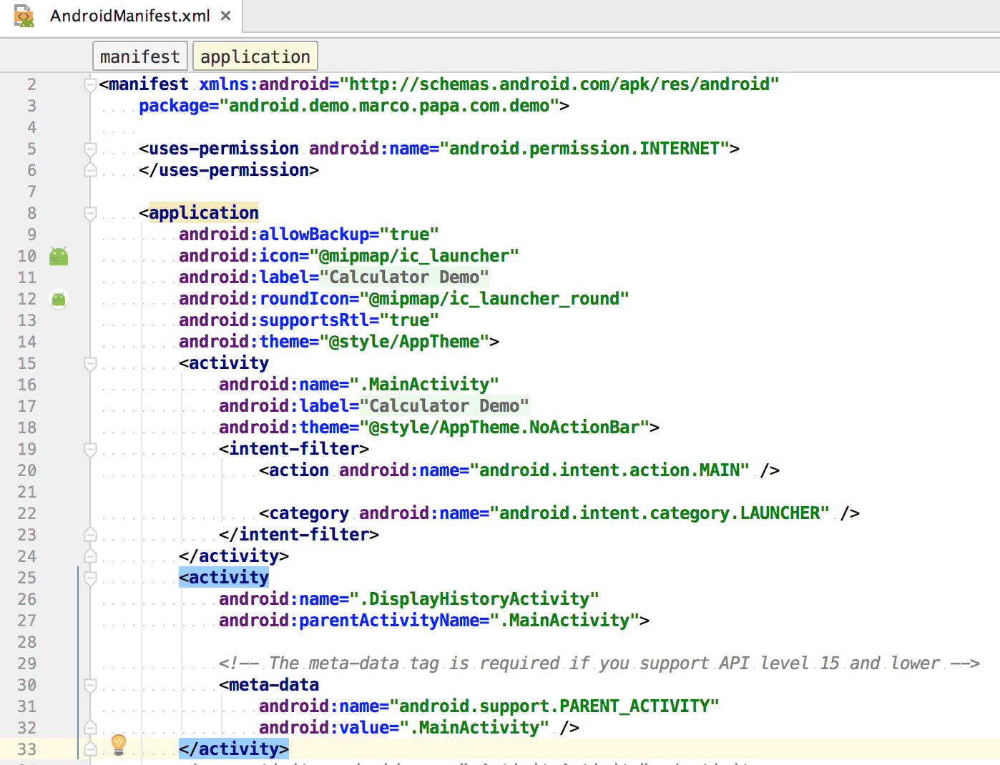 AndroidManifest.xml ×
manifest application
2 <manifest xmlns:android="http://schemas.android.com/apk/res/android"
3 package="android.demo.marco.papa.com.demo">
4
5 <uses-permission android:name="android.permission.INTERNET">
6 </uses-permission>
7
8 <application
9 android:allowBackup="true"
10 android:icon="@mipmap/ic_launcher"
11 android:label="Calculator Demo"
12 android:roundIcon="@mipmap/ic_launcher_round"
13 android:supportsRtl="true"
14 android:theme="@style/AppTheme">
15 <activity
16 android:name=".MainActivity"
17 android:label="Calculator Demo"
18 android:theme="@style/AppTheme.NoActionBar">
19 <intent-filter>
20 <action android:name="android.intent.action.MAIN" />
21
22 <category android:name="android.intent.category.LAUNCHER" />
23 </intent-filter>
24 </activity>
25 <activity
26 android:name=".DisplayHistoryActivity"
27 android:parentActivityName=".MainActivity">
28
29 <!-- The meta-data tag is required if you support API level 15 and lower -->
30 <meta-data
31 android:name="android.support.PARENT_ACTIVITY"
32 android:value=".MainActivity" />
33 </activity>